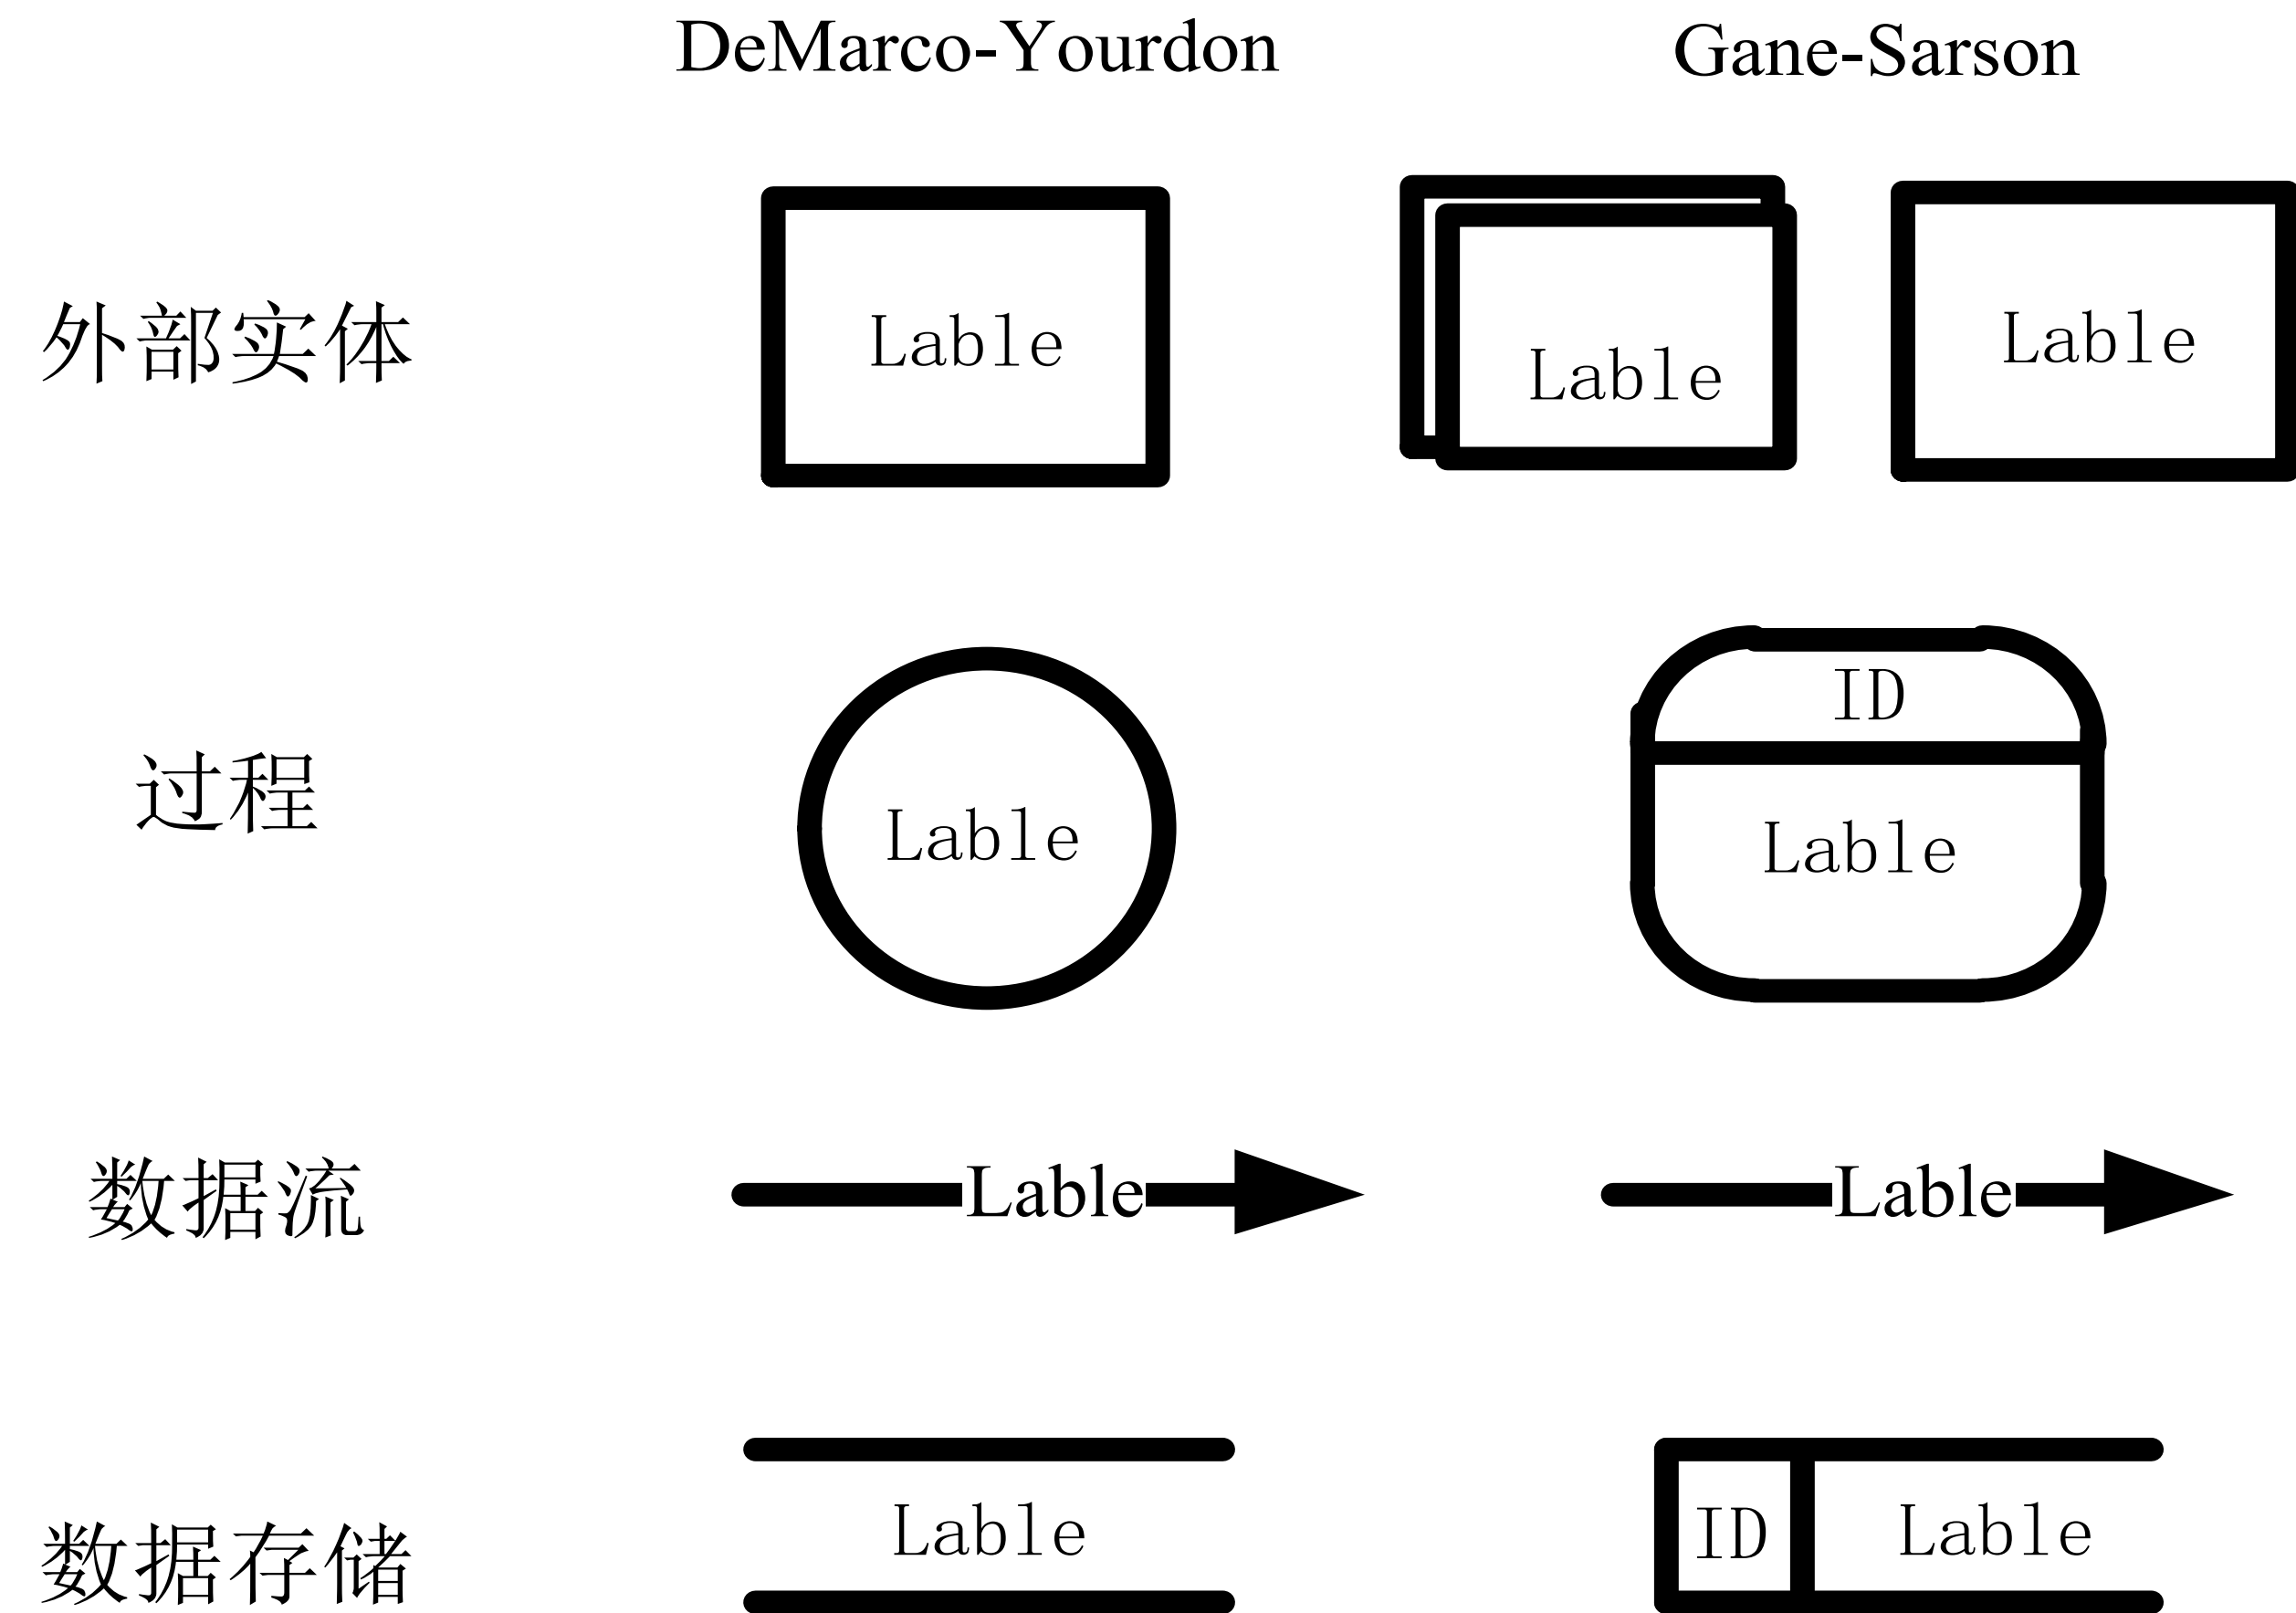 DeMarco-Yourdon Gane-Sarson
外部实体 Lable Lable Lable
过程 Lable ID Lable
数据流 Lable Lable
数据存储 Lable ID Lable